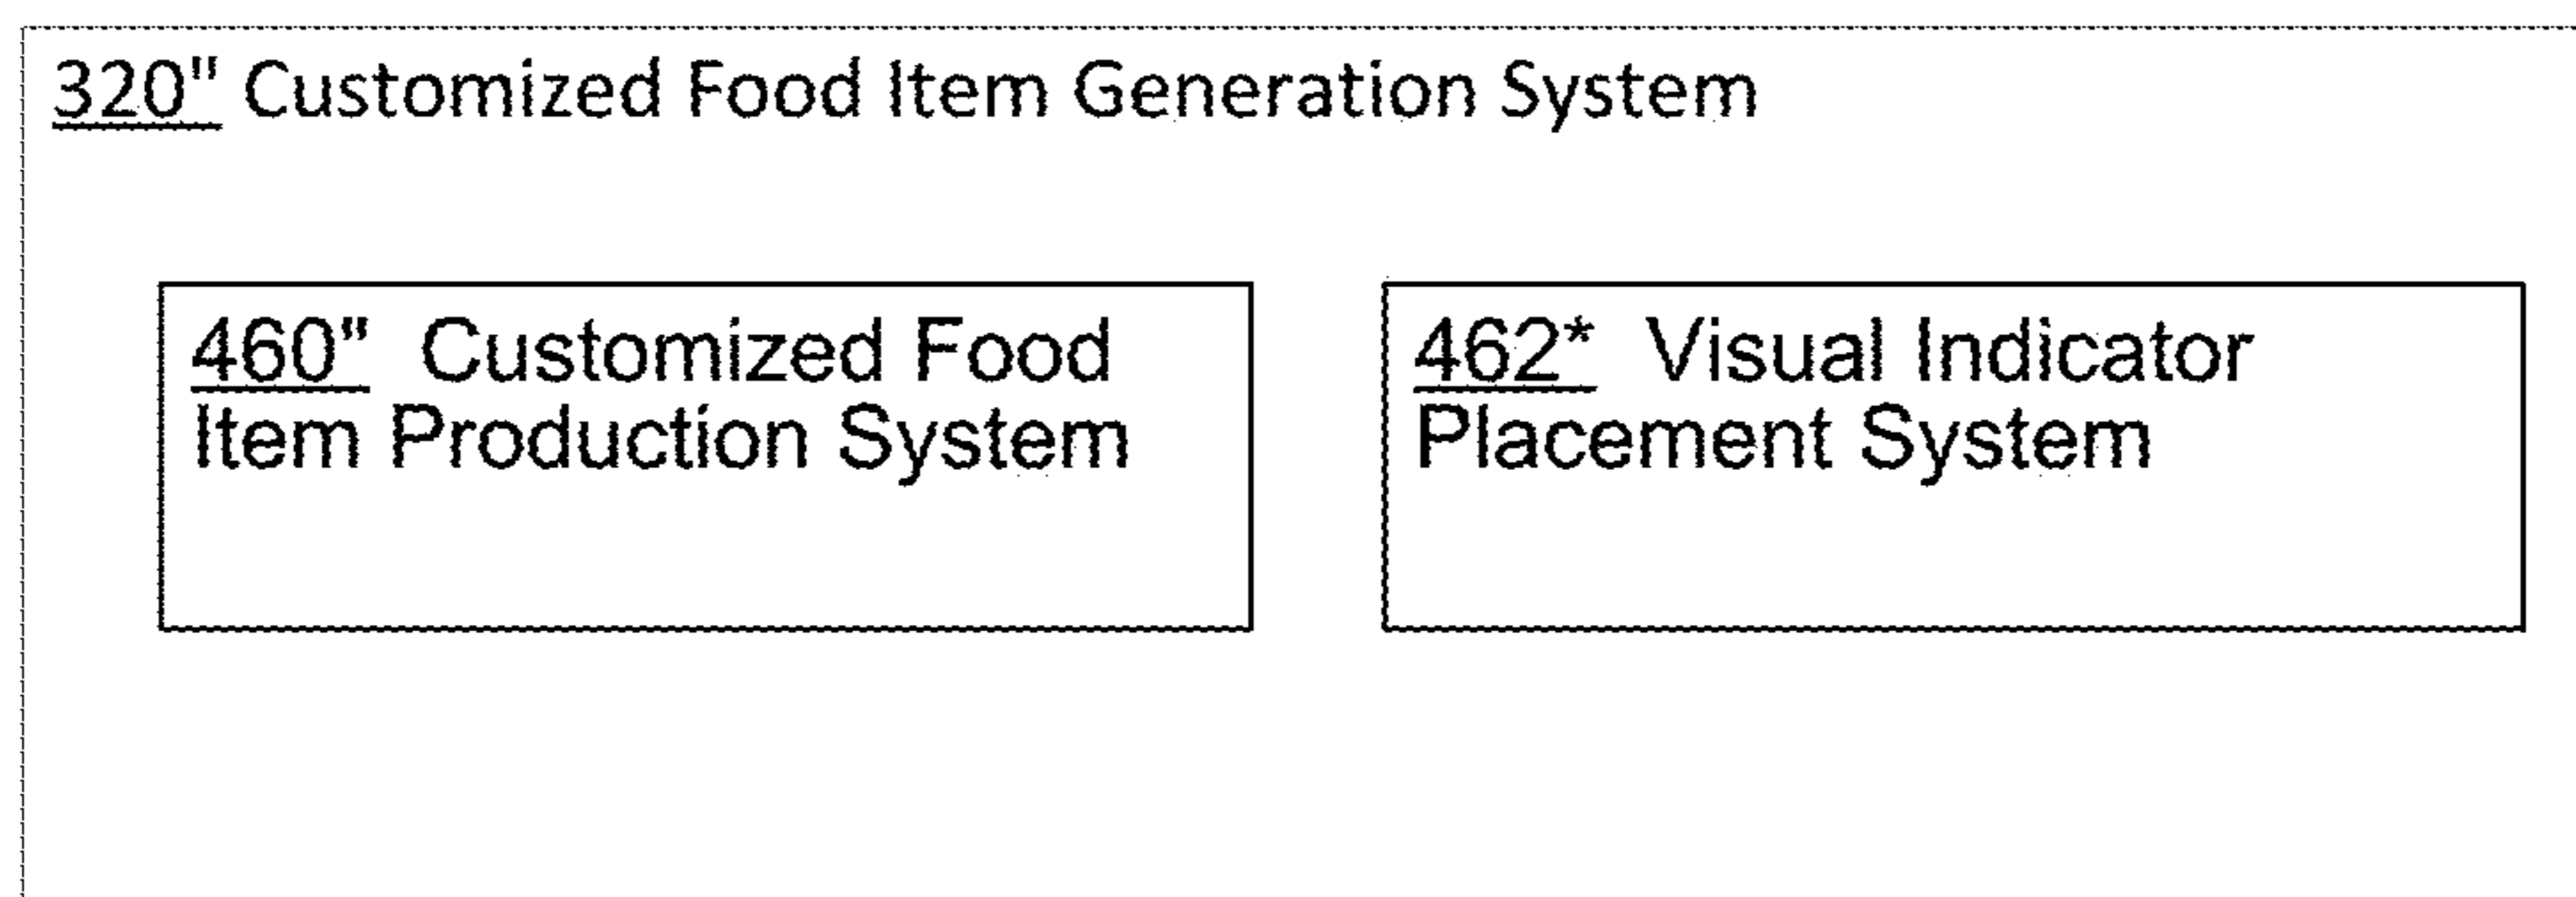 320" Customized Food Item Generation System
460" Customized Food
Item Production System
462* Visual Indicator
Placement System